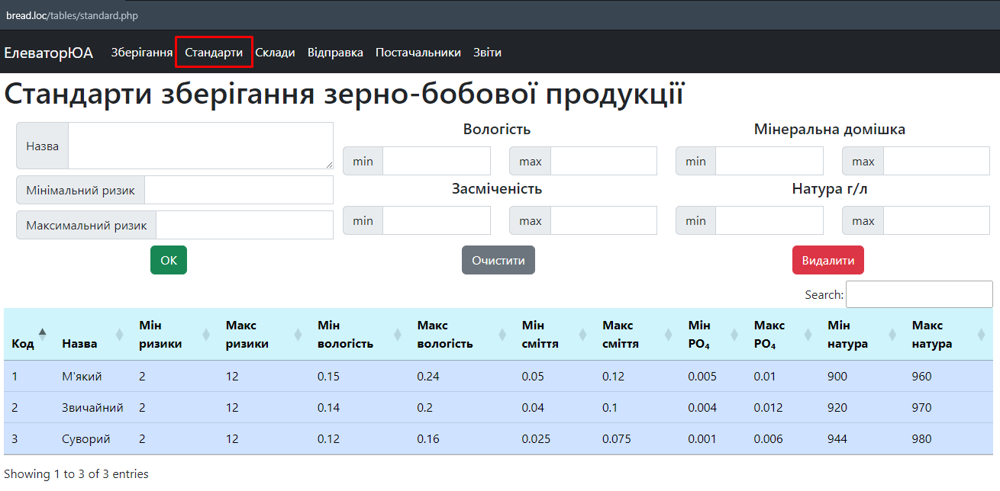 bread.loc/tables/standard.php
ЕлеваторЮА Зберігання Стандарти Склади Відправка Постачальники Звіти
Стандарти зберігання зерно-бобової продукції
Назва
Мінімальний ризик
Максимальний ризик
Вологість
min max
Засміченість
min max
Мінеральна домішка
min max
Натура г/л
min max
OK Очистити Видалити
Search:
Код Назва Мін ризики Макс ризики Мін вологість Макс вологість Мін сміття Макс сміття Мін PO₄ Макс PO₄ Мін натура Макс натура
1 М'який 2 12 0.15 0.24 0.05 0.12 0.005 0.01 900 960
2 Звичайний 2 12 0.14 0.2 0.04 0.1 0.004 0.012 920 970
3 Суворий 2 12 0.12 0.16 0.025 0.075 0.001 0.006 944 980
Showing 1 to 3 of 3 entries